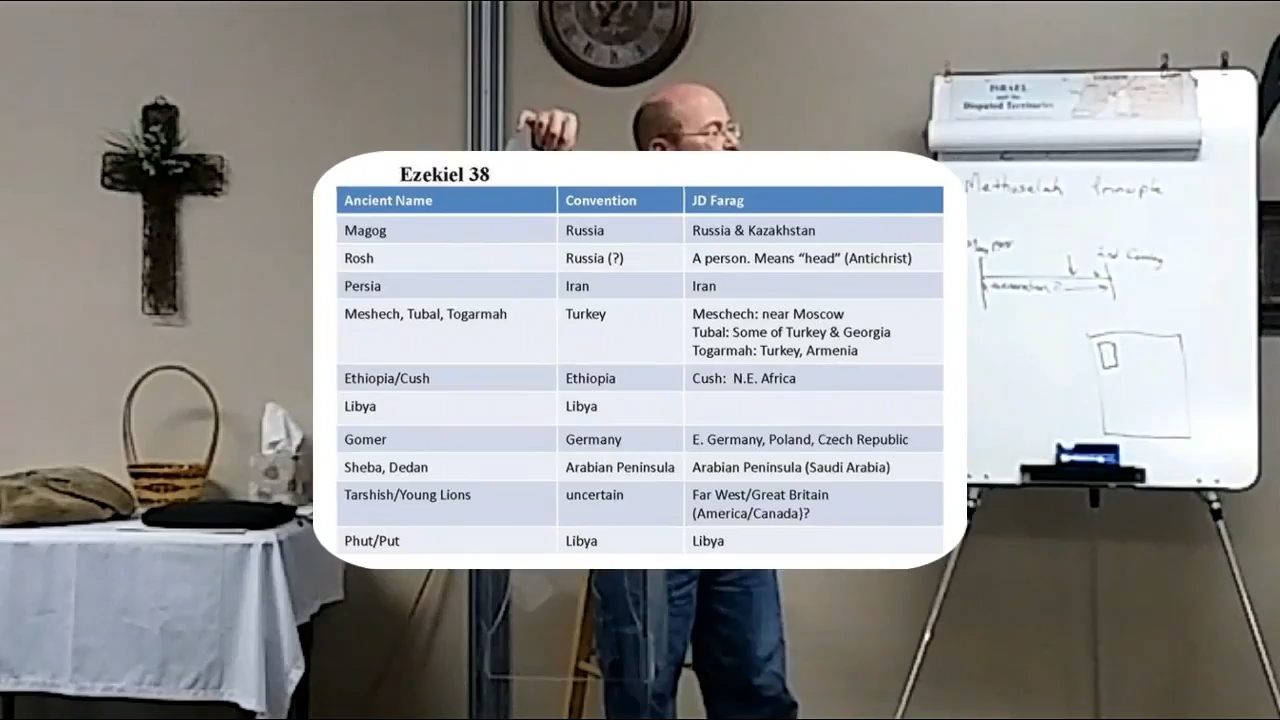 ISRAEL
and the
Disputed Territories
Methuselah Principle
2nd Coming
Ezekiel 38
Ancient Name Convention JD Farag
Magog Russia Russia & Kazakhstan
Rosh Russia (?) A person. Means “head” (Antichrist)
Persia Iran Iran
Meshech, Tubal, Togarmah Turkey Meschech: near Moscow
Tubal: Some of Turkey & Georgia
Togarmah: Turkey, Armenia
Ethiopia/Cush Ethiopia Cush: N.E. Africa
Libya Libya
Gomer Germany E. Germany, Poland, Czech Republic
Sheba, Dedan Arabian Peninsula Arabian Peninsula (Saudi Arabia)
Tarshish/Young Lions uncertain Far West/Great Britain
(America/Canada)?
Phut/Put Libya Libya